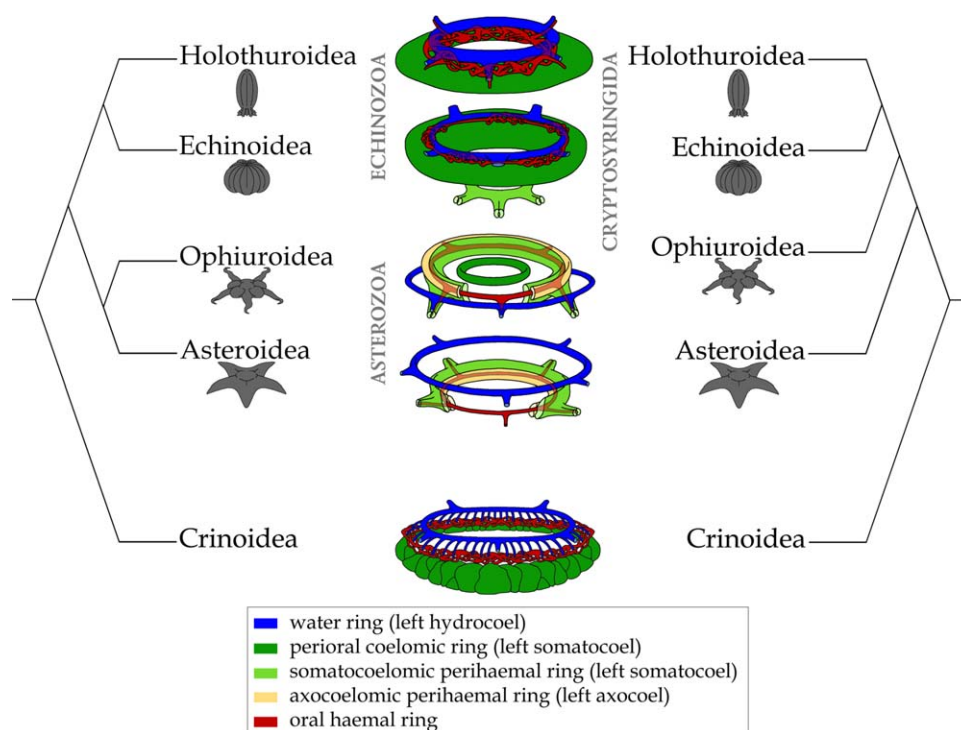 Holothuroidea
Echinoidea
Ophiuroidea
Asteroidea
Crinoidea
ECHINOZOA
ASTEROZOA
CRYPTOSYRINGIDA
Holothuroidea
Echinoidea
Ophiuroidea
Asteroidea
Crinoidea
water ring (left hydrocoel)
perioral coelomic ring (left somatocoel)
somatocoelomic perihaemal ring (left somatocoel)
axocoelomic perihaemal ring (left axocoel)
oral haemal ring